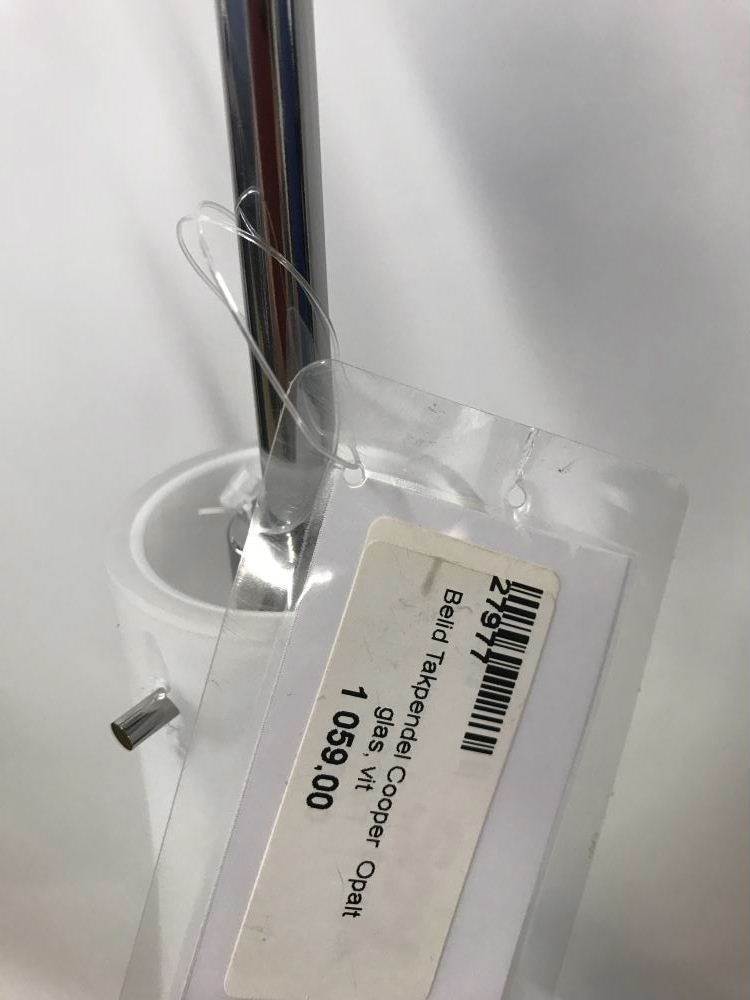 27977
Belid Takpendel Cooper Opalt
glas, vit
1 059,00